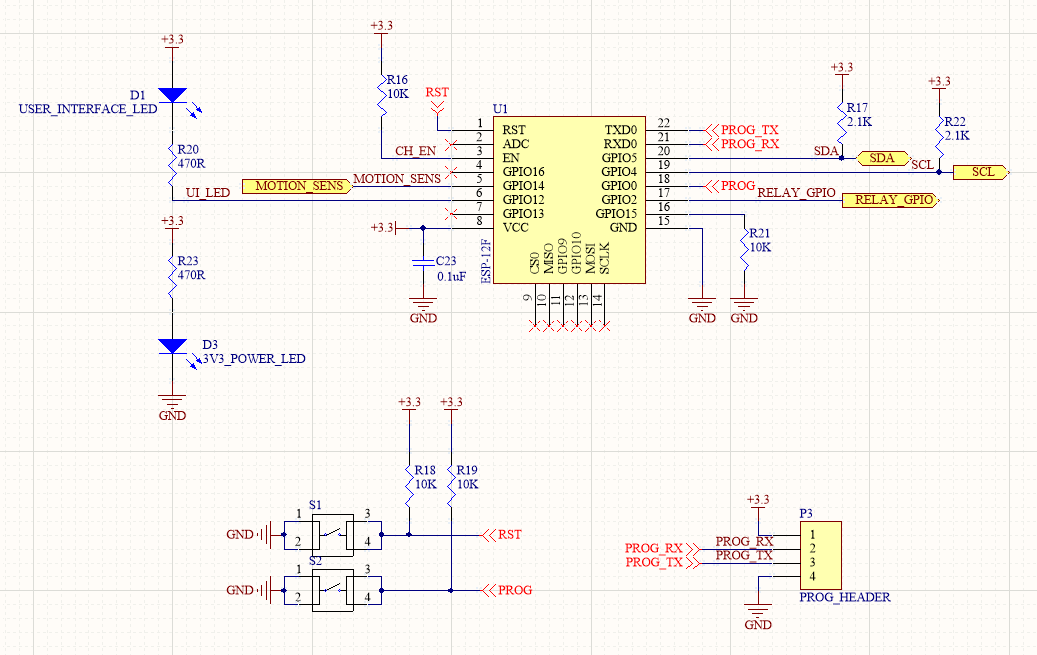 +3.3
D1
USER_INTERFACE_LED
R20
470R
UI_LED
+3.3
R23
470R
D3
3V3_POWER_LED
GND
+3.3
R16
10K
CH_EN
RST
MOTION_SENS
MOTION_SENS
+3.3
C23
0.1uF
GND
U1
ESP-12F
1 RST
2 ADC
3 EN
4 GPIO16
5 GPIO14
6 GPIO12
7 GPIO13
8 VCC
TXD0 22
RXD0 21
GPIO5 20
GPIO4 19
GPIO0 18
GPIO2 17
GPIO15 16
GND 15
CS0 9
MISO 10
GPIO9 11
GPIO10 12
MOSI 13
SCLK 14
PROG_TX
PROG_RX
PROG
+3.3
R17
2.1K
SDA
SDA
+3.3
R22
2.1K
SCL
SCL
RELAY_GPIO
RELAY_GPIO
R21
10K
GND
GND
+3.3
+3.3
R18
10K
R19
10K
S1
GND
1
2
3
4
RST
S2
GND
1
2
3
4
PROG
+3.3
P3
PROG_RX
PROG_RX
PROG_TX
PROG_TX
1
2
3
4
PROG_HEADER
GND